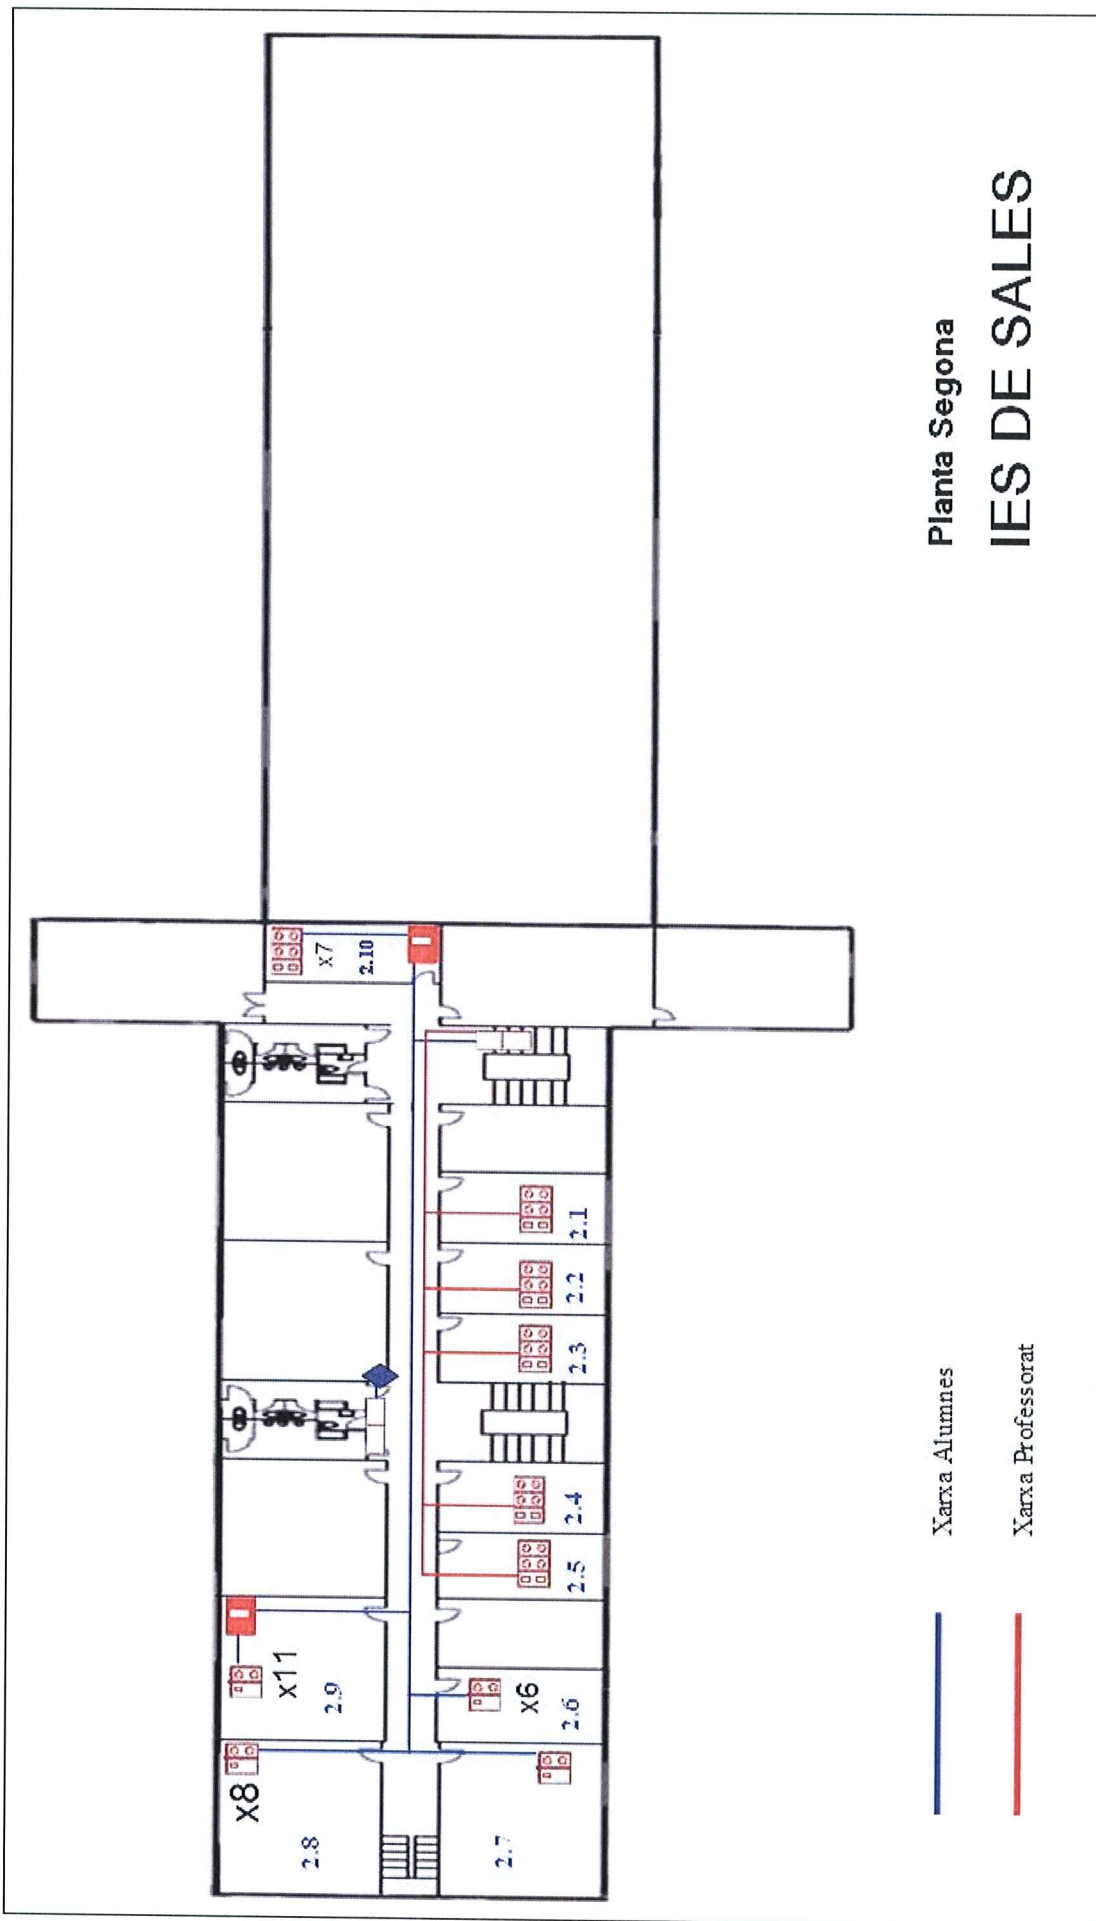 x8
2.8
x11
2.9
x7
2.10
2.7
x6
2.6
2.5
2.4
2.3
2.2
2.1
Xarxa Alumnes
Xarxa Professorat
Planta Segona
IES DE SALES